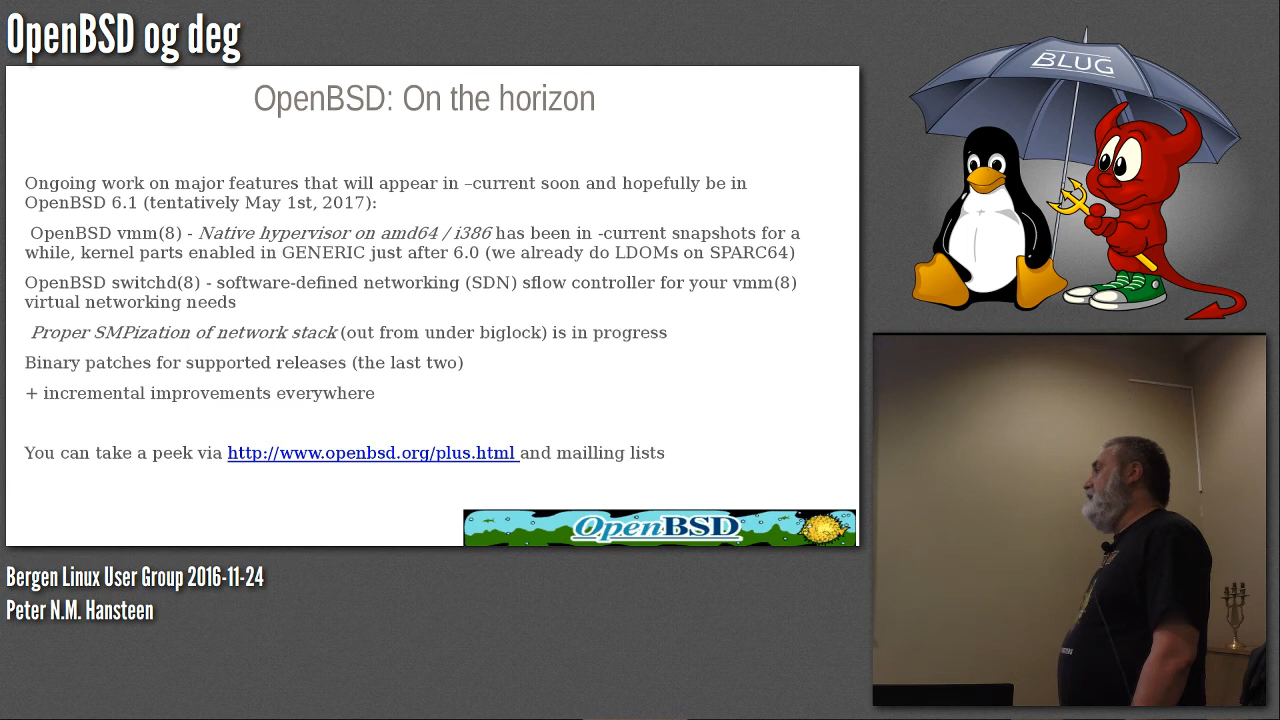 OpenBSD og deg
OpenBSD: On the horizon
Ongoing work on major features that will appear in –current soon and hopefully be in
OpenBSD 6.1 (tentatively May 1st, 2017):
OpenBSD vmm(8) - Native hypervisor on and64 / i386 has been in -current snapshots for a
while, kernel parts enabled in GENERIC just after 6.0 (we already do LDOMs on SPARC64)
OpenBSD switchd(8) - software-defined networking (SDN) sflow controller for your vmm(8)
virtual networking needs
Proper SMPization of network stack (out from under biglock) is in progress
Binary patches for supported releases (the last two)
+ incremental improvements everywhere
You can take a peek via http://www.openbsd.org/plus.html and mailling lists
OpenBSD
Bergen Linux User Group 2016-11-24
Peter N.M. Hansteen
BLUG